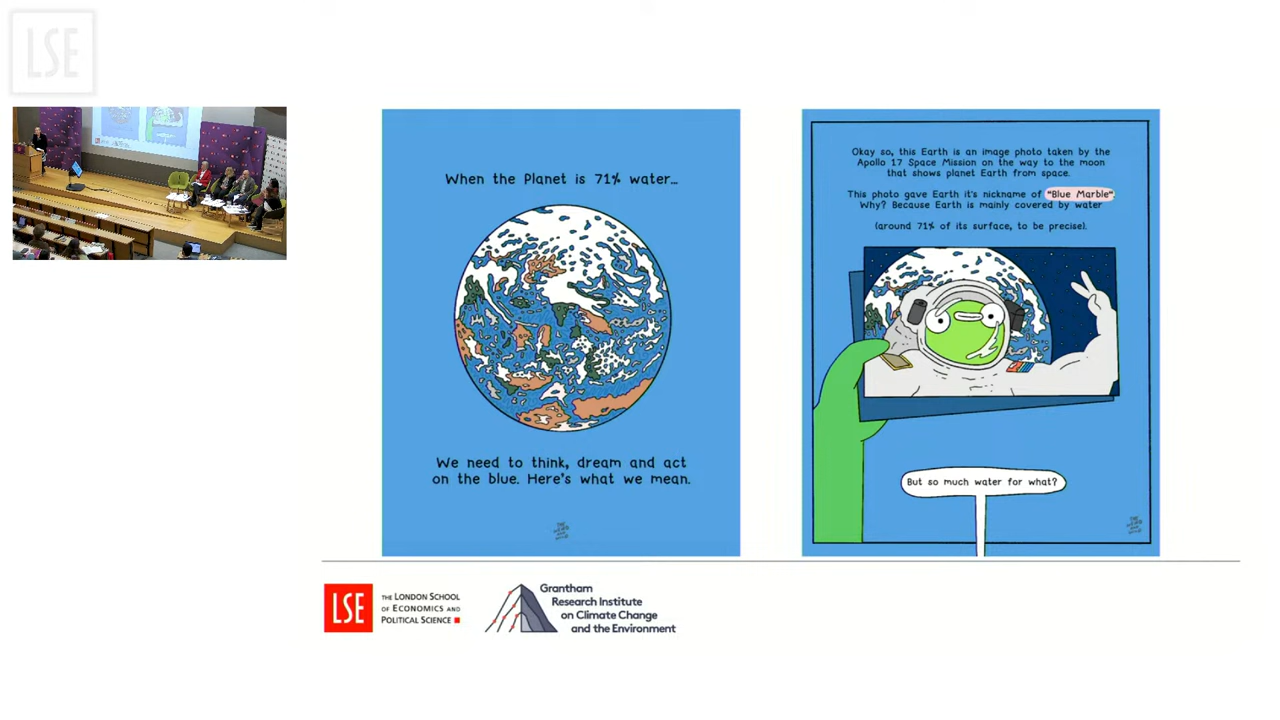 LSE
When the Planet is 71% water...
We need to think, dream and act
on the blue. Here's what we mean.
Okay so, this Earth is an image photo taken by the
Apollo 17 Space Mission on the way to the moon
that shows planet Earth from space.
This photo gave Earth it's nickname of "Blue Marble".
Why? Because Earth is mainly covered by water
(around 71% of its surface, to be precise).
But so much water for what?
LSE
THE LONDON SCHOOL
OF ECONOMICS AND
POLITICAL SCIENCE
Grantham
Research Institute
on Climate Change
and the Environment